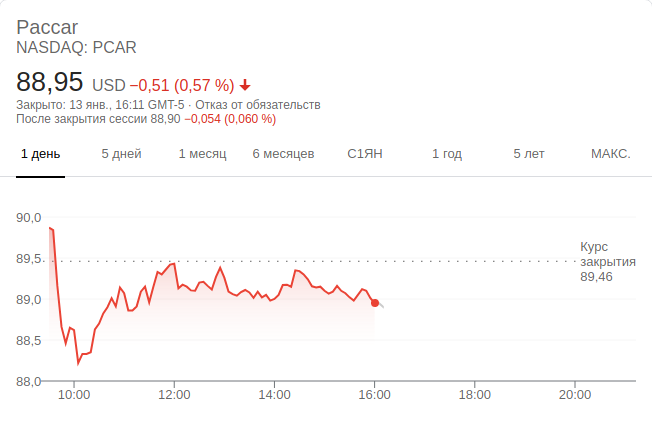 Paccar
NASDAQ: PCAR
88,95 USD −0,51 (0,57 %)
Закрыто: 13 янв., 16:11 GMT-5 · Отказ от обязательств
После закрытия сессии 88,90 −0,054 (0,060 %)
1 день 5 дней 1 месяц 6 месяцев С1ЯН 1 год 5 лет МАКС.
90,0
89,5
89,0
88,5
88,0
Курс
закрытия
89,46
10:00 12:00 14:00 16:00 18:00 20:00